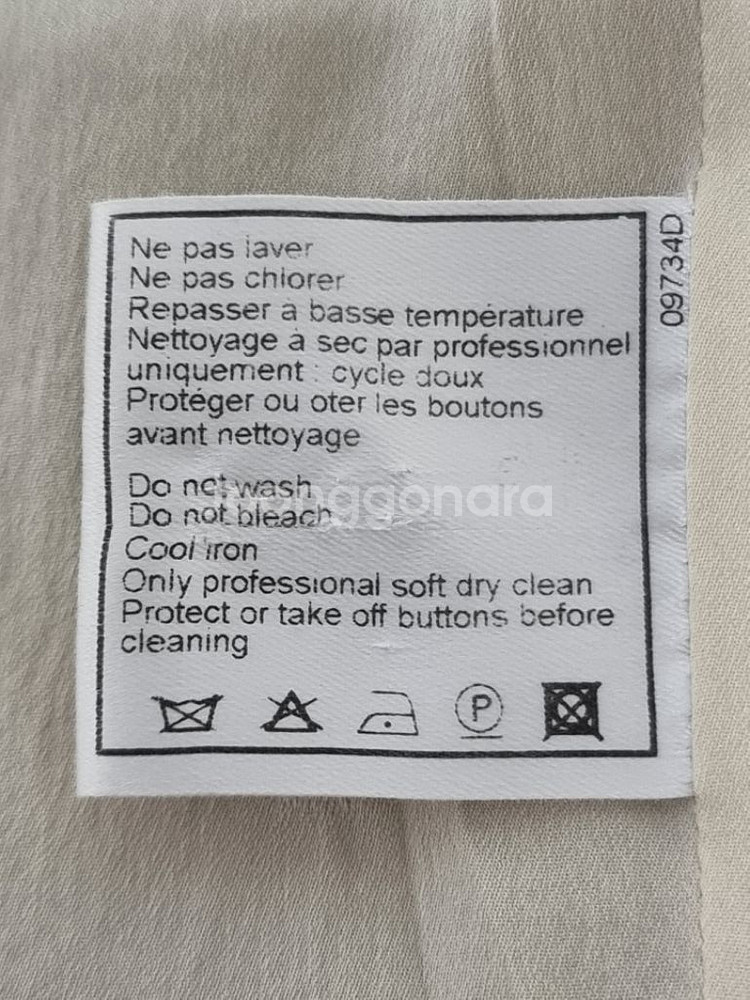 Ne pas laver
Ne pas chlorer
Repasser à basse température
Nettoyage à sec par professionnel
uniquement : cycle doux
Protéger ou oter les boutons
avant nettoyage
Do not wash
Do not bleach
Cool iron
Only professional soft dry clean
Protect or take off buttons before
cleaning
P
09734D